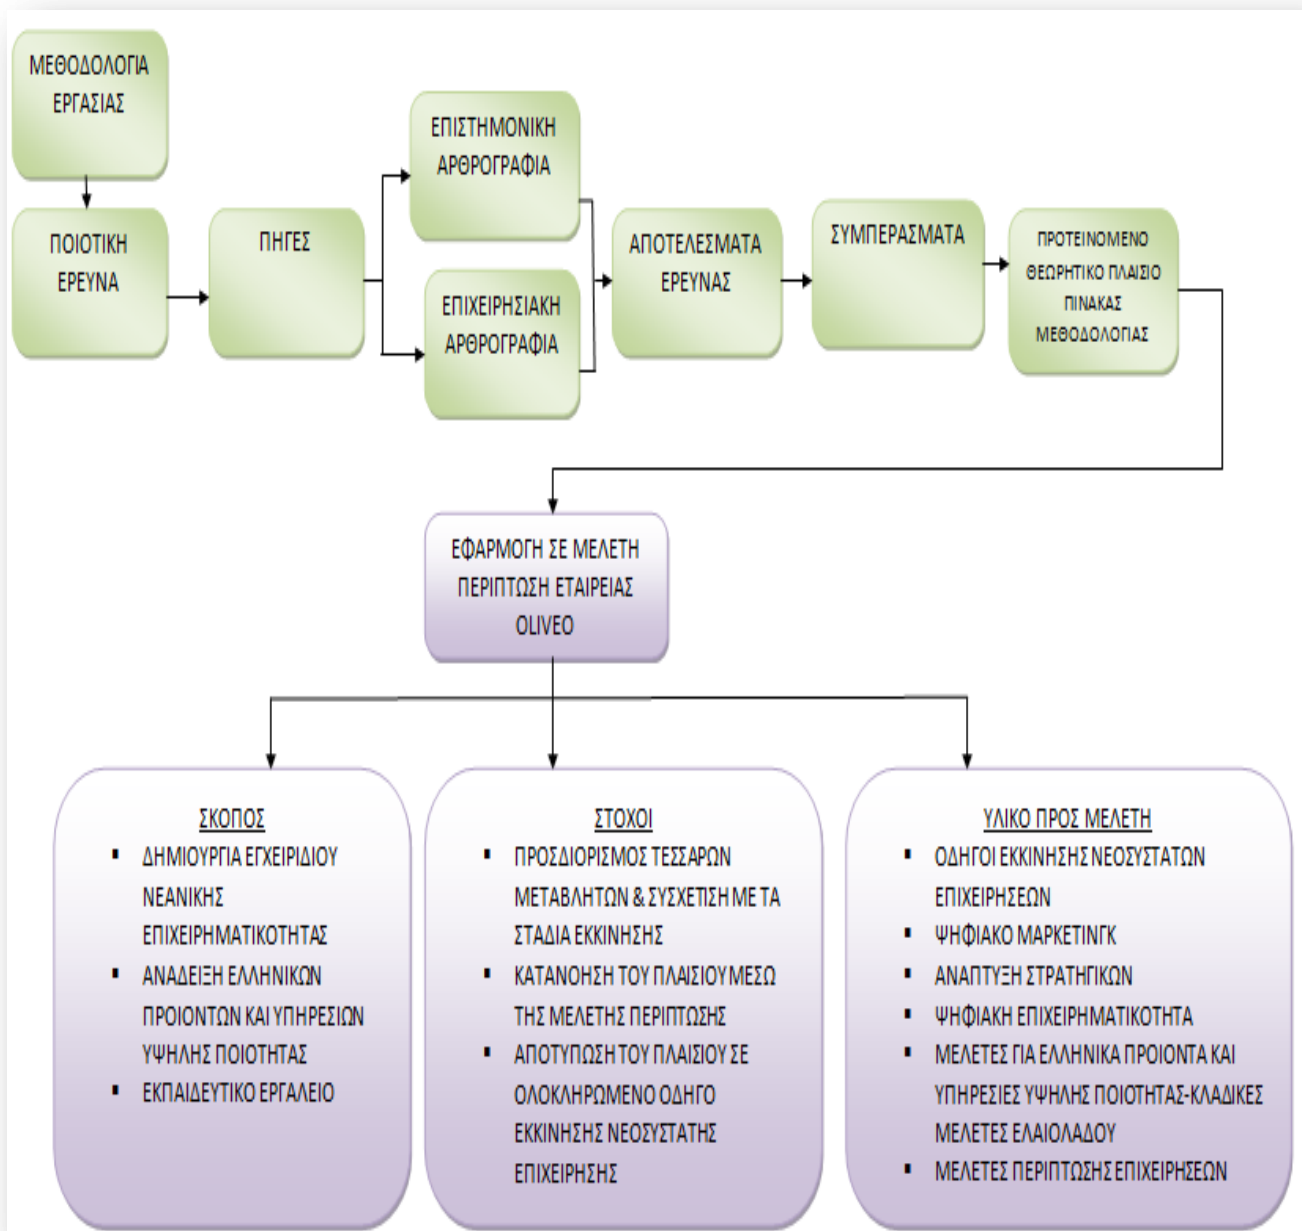 ΜΕΘΟΔΟΛΟΓΙΑ
ΕΡΓΑΣΙΑΣ
ΠΟΙΟΤΙΚΗ
ΕΡΕΥΝΑ
ΠΗΓΕΣ
ΕΠΙΣΤΗΜΟΝΙΚΗ
ΑΡΘΡΟΓΡΑΦΙΑ
ΕΠΙΧΕΙΡΗΣΙΑΚΗ
ΑΡΘΡΟΓΡΑΦΙΑ
ΑΠΟΤΕΛΕΣΜΑΤΑ
ΕΡΕΥΝΑΣ
ΣΥΜΠΕΡΑΣΜΑΤΑ
ΠΡΟΤΕΙΝΟΜΕΝΟ
ΘΕΩΡΗΤΙΚΟ ΠΛΑΙΣΙΟ
ΠΙΝΑΚΑΣ
ΜΕΘΟΔΟΛΟΓΙΑΣ
ΕΦΑΡΜΟΓΗ ΣΕ ΜΕΛΕΤΗ
ΠΕΡΙΠΤΩΣΗ ΕΤΑΙΡΕΙΑΣ
OLIVEO
ΣΚΟΠΟΣ
▪ ΔΗΜΙΟΥΡΓΙΑ ΕΓΧΕΙΡΙΔΙΟΥ
ΝΕΑΝΙΚΗΣ
ΕΠΙΧΕΙΡΗΜΑΤΙΚΟΤΗΤΑΣ
▪ ΑΝΑΔΕΙΞΗ ΕΛΛΗΝΙΚΩΝ
ΠΡΟΙΟΝΤΩΝ ΚΑΙ ΥΠΗΡΕΣΙΩΝ
ΥΨΗΛΗΣ ΠΟΙΟΤΗΤΑΣ
▪ ΕΚΠΑΙΔΕΥΤΙΚΟ ΕΡΓΑΛΕΙΟ
ΣΤΟΧΟΙ
▪ ΠΡΟΣΔΙΟΡΙΣΜΟΣ ΤΕΣΣΑΡΩΝ
ΜΕΤΑΒΛΗΤΩΝ & ΣΥΣΧΕΤΙΣΗ ΜΕ ΤΑ
ΣΤΑΔΙΑ ΕΚΚΙΝΗΣΗΣ
▪ ΚΑΤΑΝΟΗΣΗ ΤΟΥ ΠΛΑΙΣΙΟΥ ΜΕΣΩ
ΤΗΣ ΜΕΛΕΤΗΣ ΠΕΡΙΠΤΩΣΗΣ
▪ ΑΠΟΤΥΠΩΣΗ ΤΟΥ ΠΛΑΙΣΙΟΥ ΣΕ
ΟΛΟΚΛΗΡΩΜΕΝΟ ΟΔΗΓΟ
ΕΚΚΙΝΗΣΗΣ ΝΕΟΣΥΣΤΑΤΗΣ
ΕΠΙΧΕΙΡΗΣΗΣ
ΥΛΙΚΟ ΠΡΟΣ ΜΕΛΕΤΗ
▪ ΟΔΗΓΟΙ ΕΚΚΙΝΗΣΗΣ ΝΕΟΣΥΣΤΑΤΩΝ
ΕΠΙΧΕΙΡΗΣΕΩΝ
▪ ΨΗΦΙΑΚΟ ΜΑΡΚΕΤΙΝΓΚ
▪ ΑΝΑΠΤΥΞΗ ΣΤΡΑΤΗΓΙΚΩΝ
▪ ΨΗΦΙΑΚΗ ΕΠΙΧΕΙΡΗΜΑΤΙΚΟΤΗΤΑ
▪ ΜΕΛΕΤΕΣ ΓΙΑ ΕΛΛΗΝΙΚΑ ΠΡΟΙΟΝΤΑ ΚΑΙ
ΥΠΗΡΕΣΙΕΣ ΥΨΗΛΗΣ ΠΟΙΟΤΗΤΑΣ-ΚΛΑΔΙΚΕΣ
ΜΕΛΕΤΕΣ ΕΛΑΙΟΛΑΔΟΥ
▪ ΜΕΛΕΤΕΣ ΠΕΡΙΠΤΩΣΗΣ ΕΠΙΧΕΙΡΗΣΕΩΝ